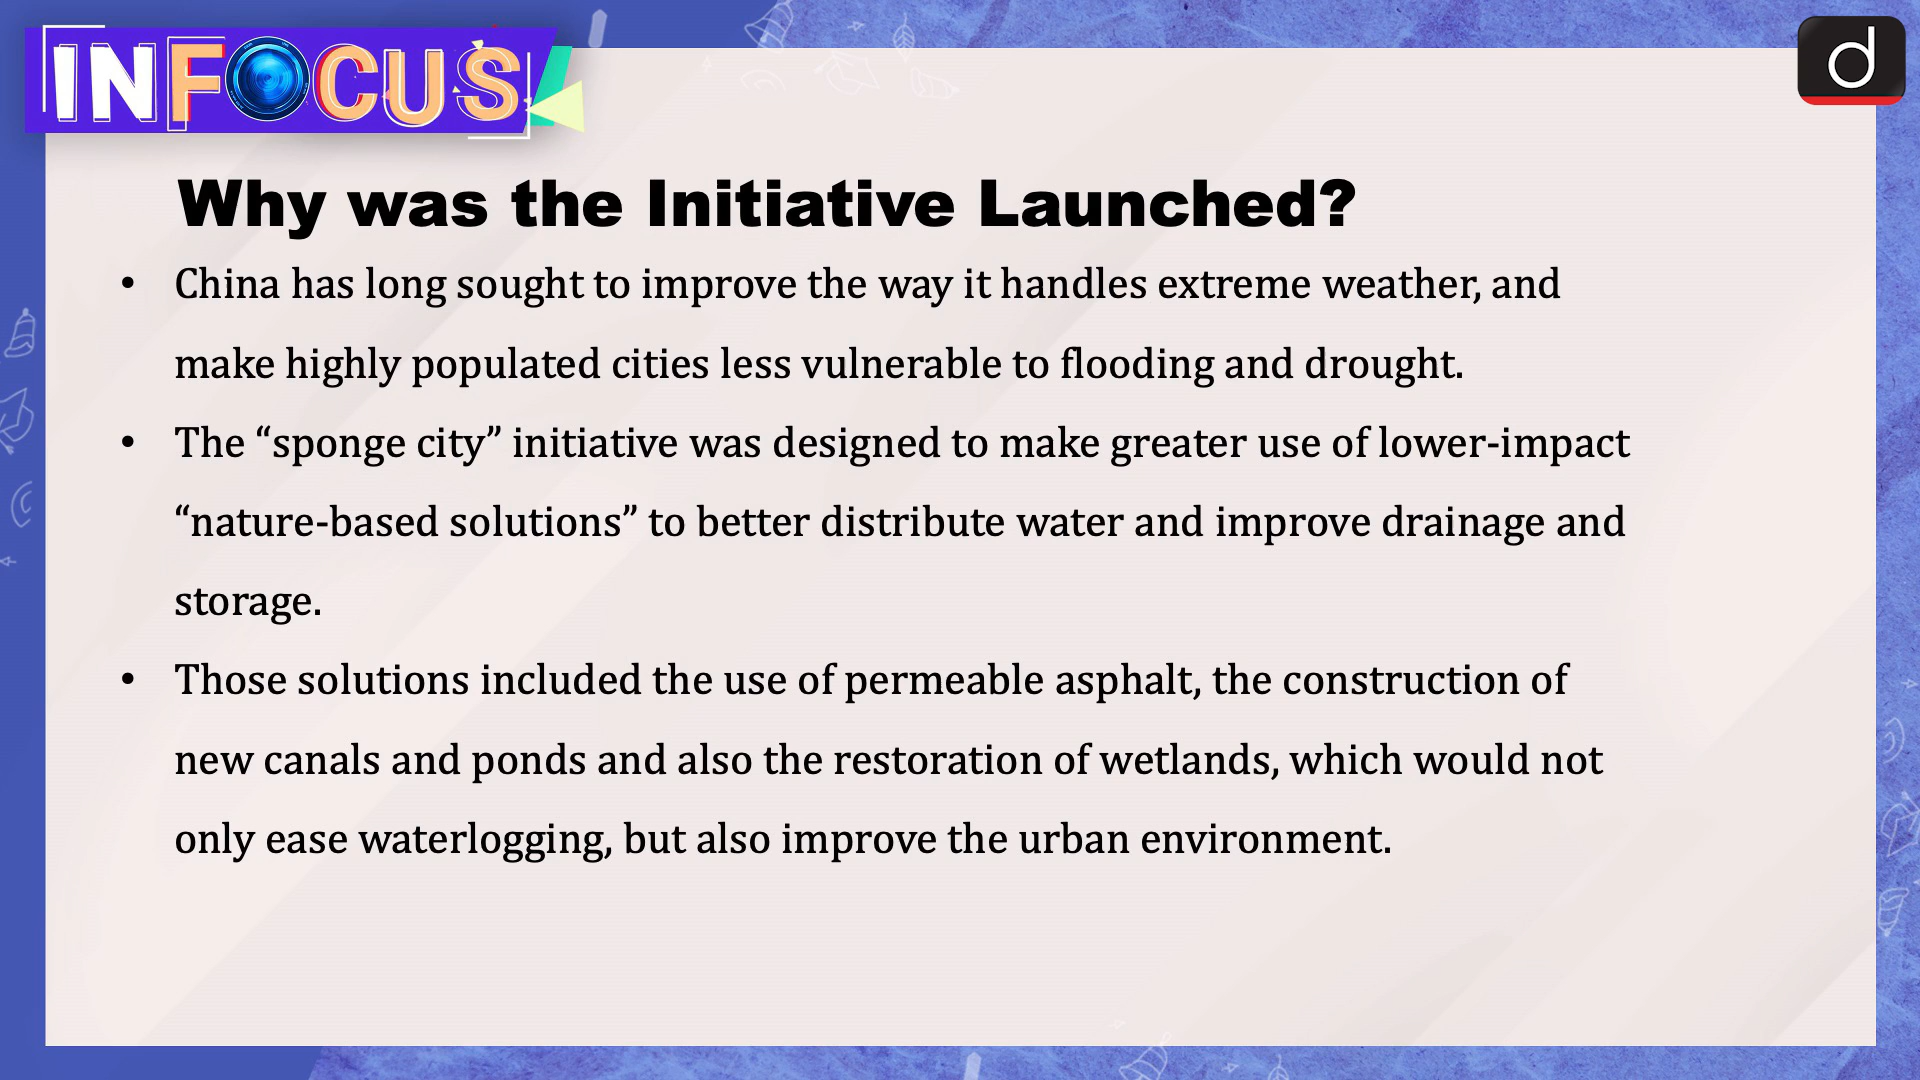 INFOCUS
d
Why was the Initiative Launched?
• China has long sought to improve the way it handles extreme weather, and
make highly populated cities less vulnerable to flooding and drought.
• The “sponge city” initiative was designed to make greater use of lower-impact
“nature-based solutions” to better distribute water and improve drainage and
storage.
• Those solutions included the use of permeable asphalt, the construction of
new canals and ponds and also the restoration of wetlands, which would not
only ease waterlogging, but also improve the urban environment.